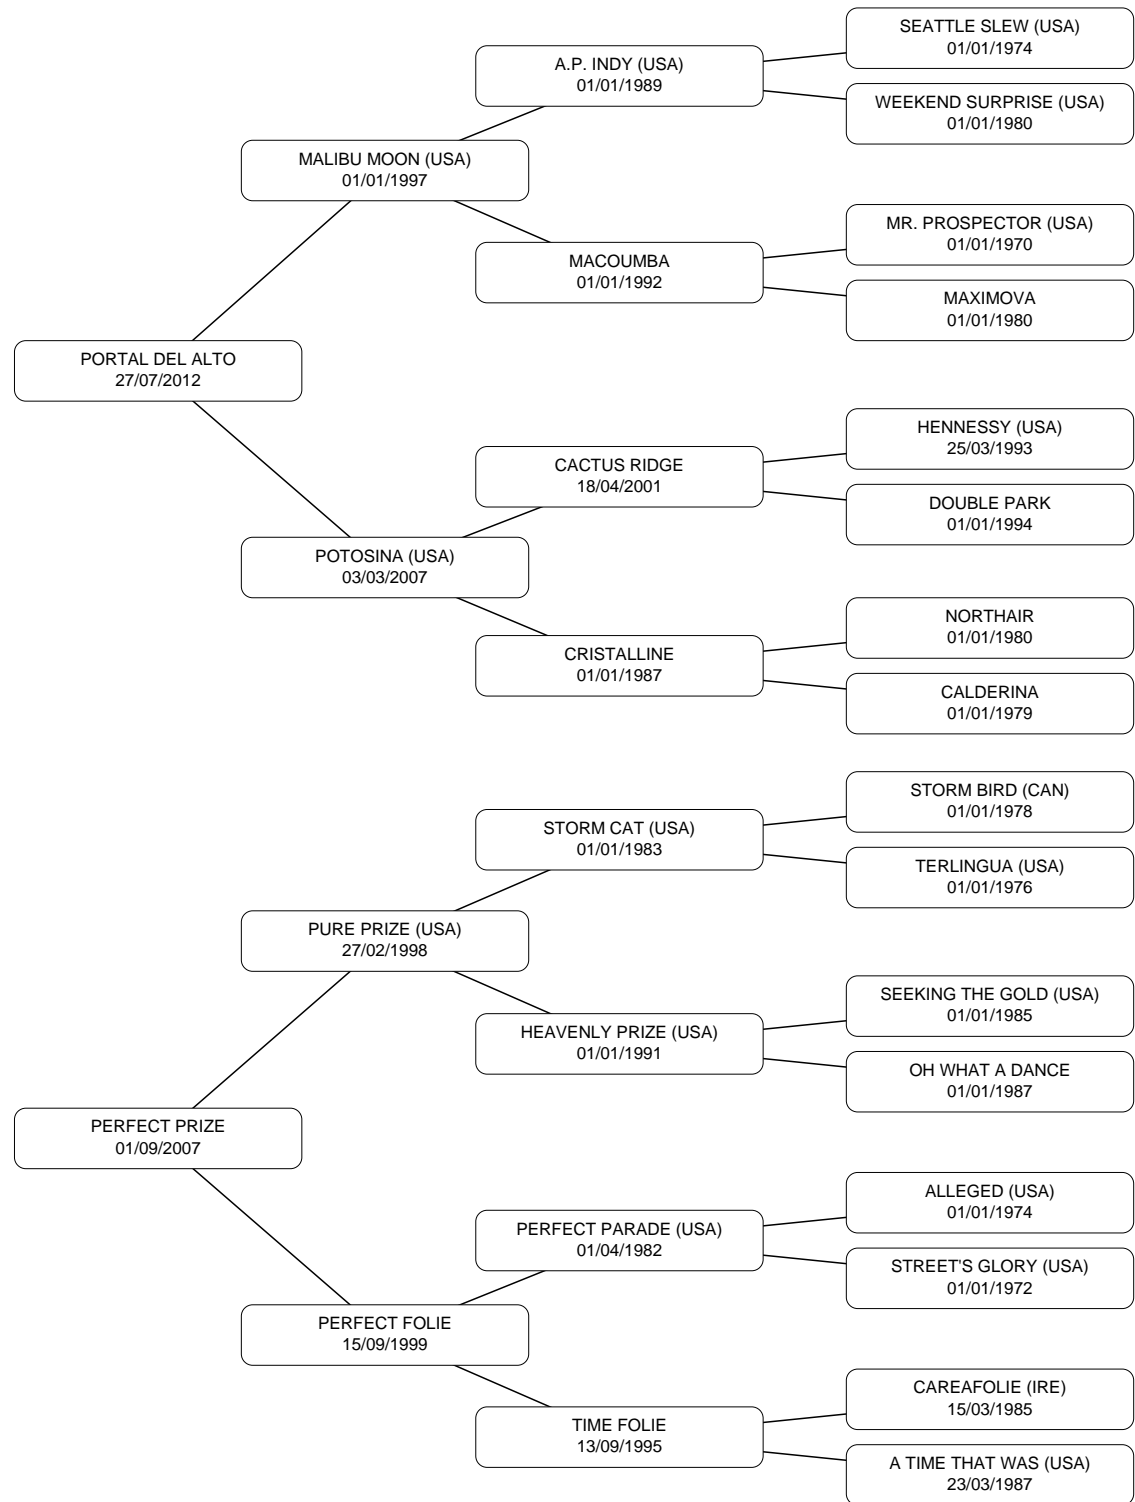 SEATTLE SLEW (USA)
01/01/1974
A.P. INDY (USA)
01/01/1989
WEEKEND SURPRISE (USA)
01/01/1980
MALIBU MOON (USA)
01/01/1997
MR. PROSPECTOR (USA)
01/01/1970
MACOUMBA
01/01/1992
MAXIMOVA
01/01/1980
PORTAL DEL ALTO
27/07/2012
HENNESSY (USA)
25/03/1993
CACTUS RIDGE
18/04/2001
DOUBLE PARK
01/01/1994
POTOSINA (USA)
03/03/2007
NORTHAIR
01/01/1980
CRISTALLINE
01/01/1987
CALDERINA
01/01/1979
STORM BIRD (CAN)
01/01/1978
STORM CAT (USA)
01/01/1983
TERLINGUA (USA)
01/01/1976
PURE PRIZE (USA)
27/02/1998
SEEKING THE GOLD (USA)
01/01/1985
HEAVENLY PRIZE (USA)
01/01/1991
OH WHAT A DANCE
01/01/1987
PERFECT PRIZE
01/09/2007
ALLEGED (USA)
01/01/1974
PERFECT PARADE (USA)
01/04/1982
STREET'S GLORY (USA)
01/01/1972
PERFECT FOLIE
15/09/1999
CAREAFOLIE (IRE)
15/03/1985
TIME FOLIE
13/09/1995
A TIME THAT WAS (USA)
23/03/1987